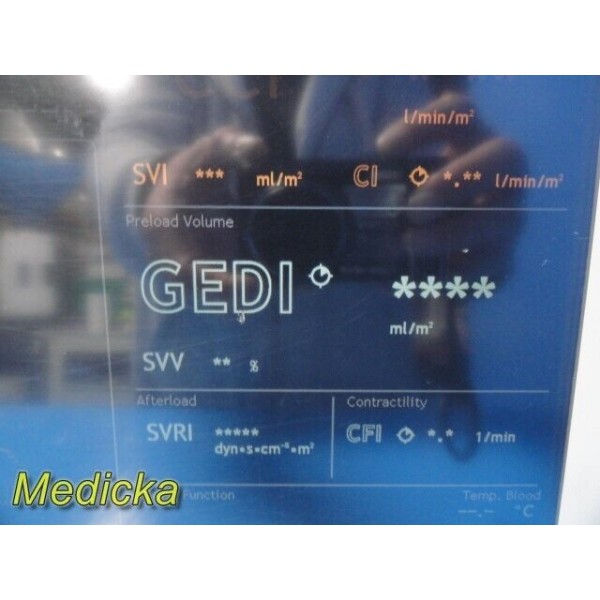 l/min/m²
SVI *** ml/m² CI *.** l/min/m²
Preload Volume
GEDI ****
ml/m²
SVV ** %
Afterload Contractility
SVRI ***** CFI *.* 1/min
dyn•s•cm⁻⁵•m²
Medicka Function Temp. Blood
——.– °C